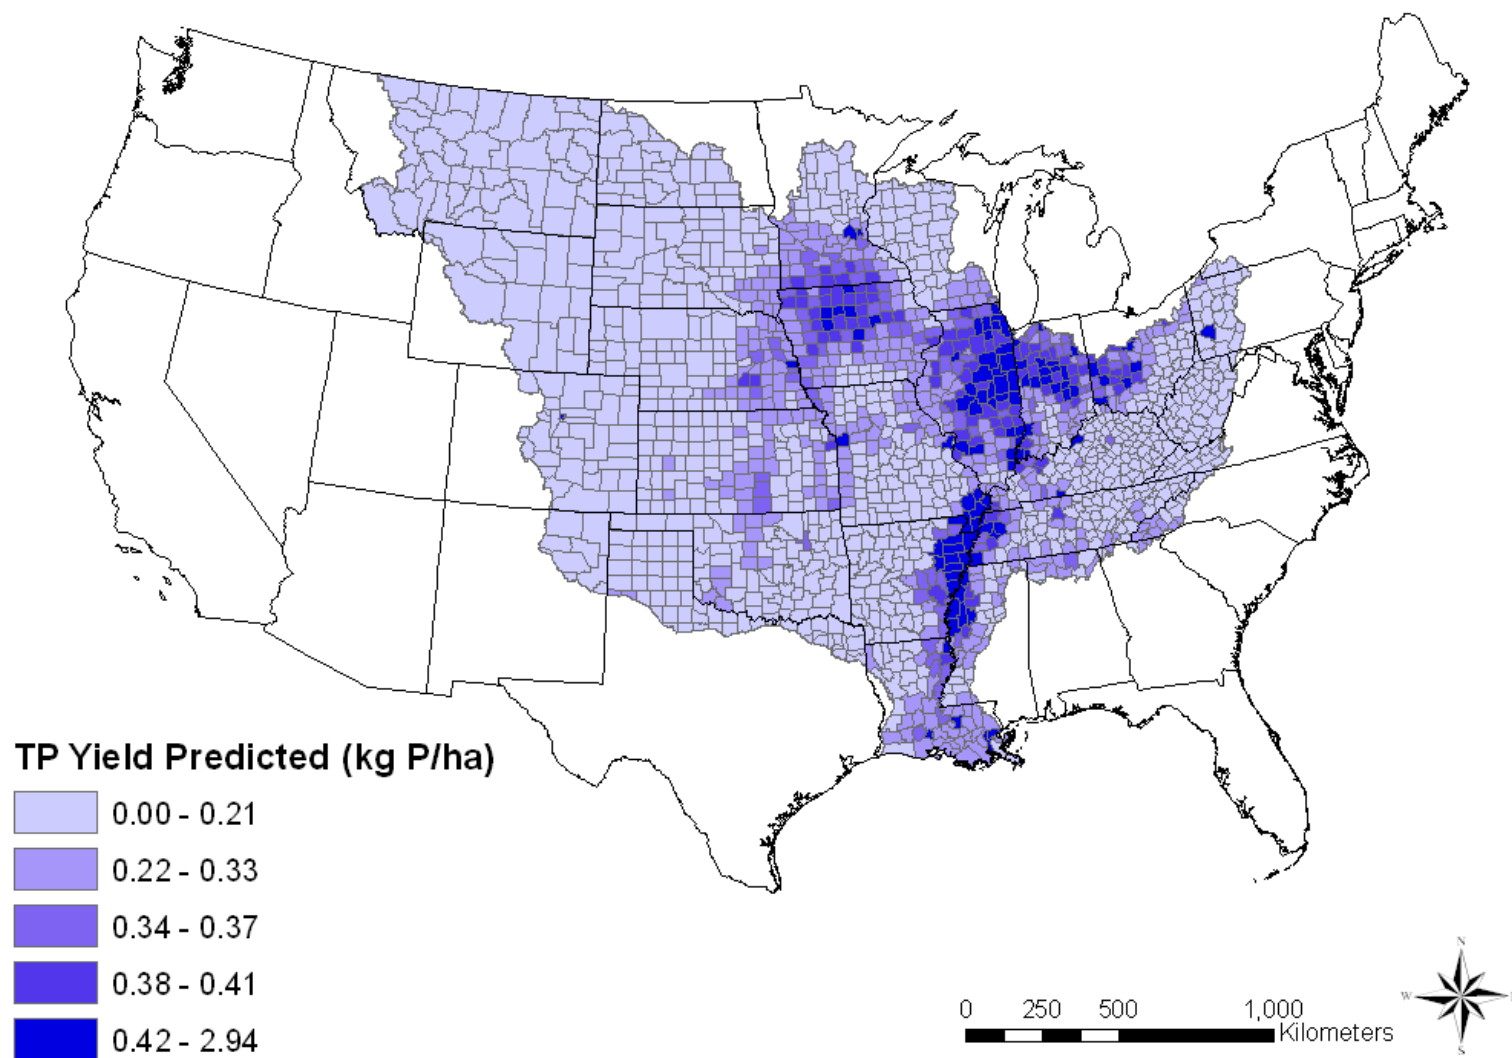 TP Yield Predicted (kg P/ha)
0.00 - 0.21
0.22 - 0.33
0.34 - 0.37
0.38 - 0.41
0.42 - 2.94
0 250 500 1,000
Kilometers
N
W
S